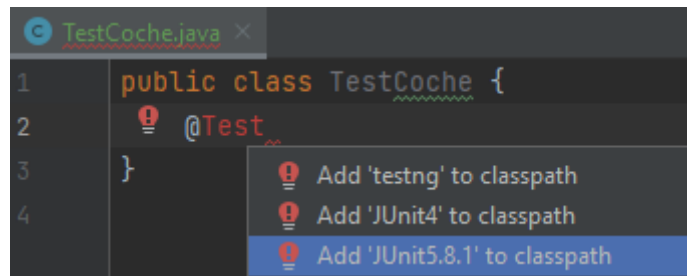 C TestCoche.java ×
1 public class TestCoche {
2 @Test
3 }
4
Add 'testng' to classpath
Add 'JUnit4' to classpath
Add 'JUnit5.8.1' to classpath